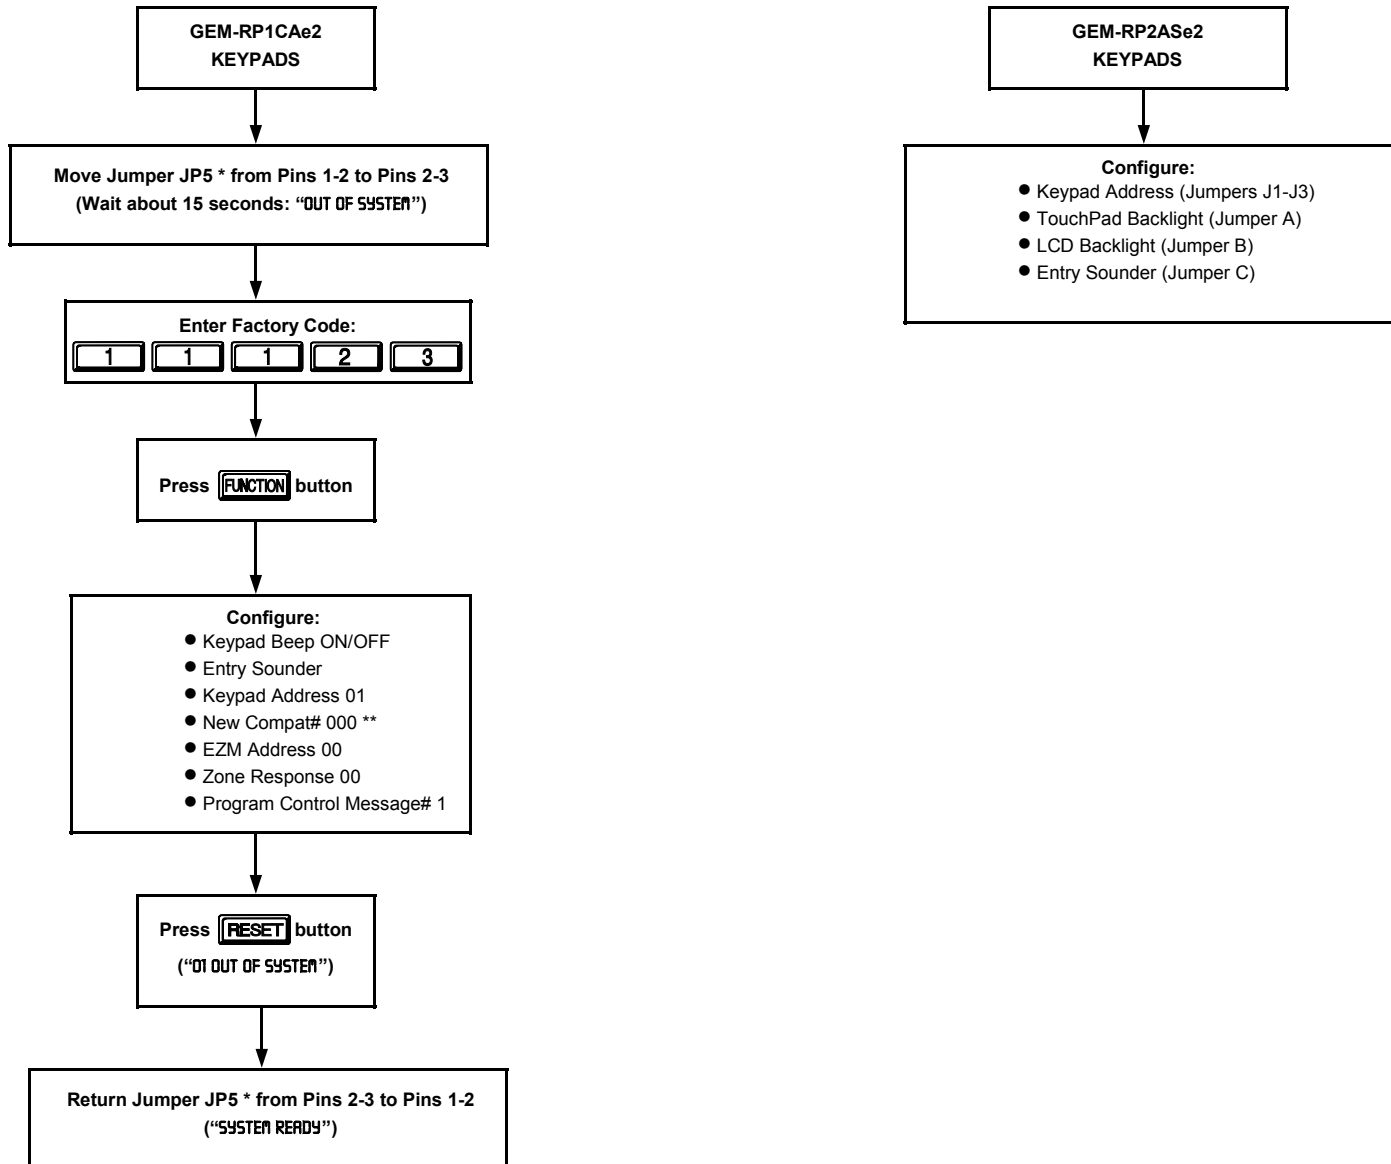 GEM-RP1CAe2
KEYPADS
Move Jumper JP5 * from Pins 1-2 to Pins 2-3
(Wait about 15 seconds: “OUT OF SYSTEM”)
Enter Factory Code:
1 1 1 2 3
Press FUNCTION button
Configure:
● Keypad Beep ON/OFF
● Entry Sounder
● Keypad Address 01
● New Compat# 000 **
● EZM Address 00
● Zone Response 00
● Program Control Message# 1
Press RESET button
(“01 OUT OF SYSTEM”)
Return Jumper JP5 * from Pins 2-3 to Pins 1-2
(“SYSTEM READY”)
GEM-RP2ASe2
KEYPADS
Configure:
● Keypad Address (Jumpers J1-J3)
● TouchPad Backlight (Jumper A)
● LCD Backlight (Jumper B)
● Entry Sounder (Jumper C)